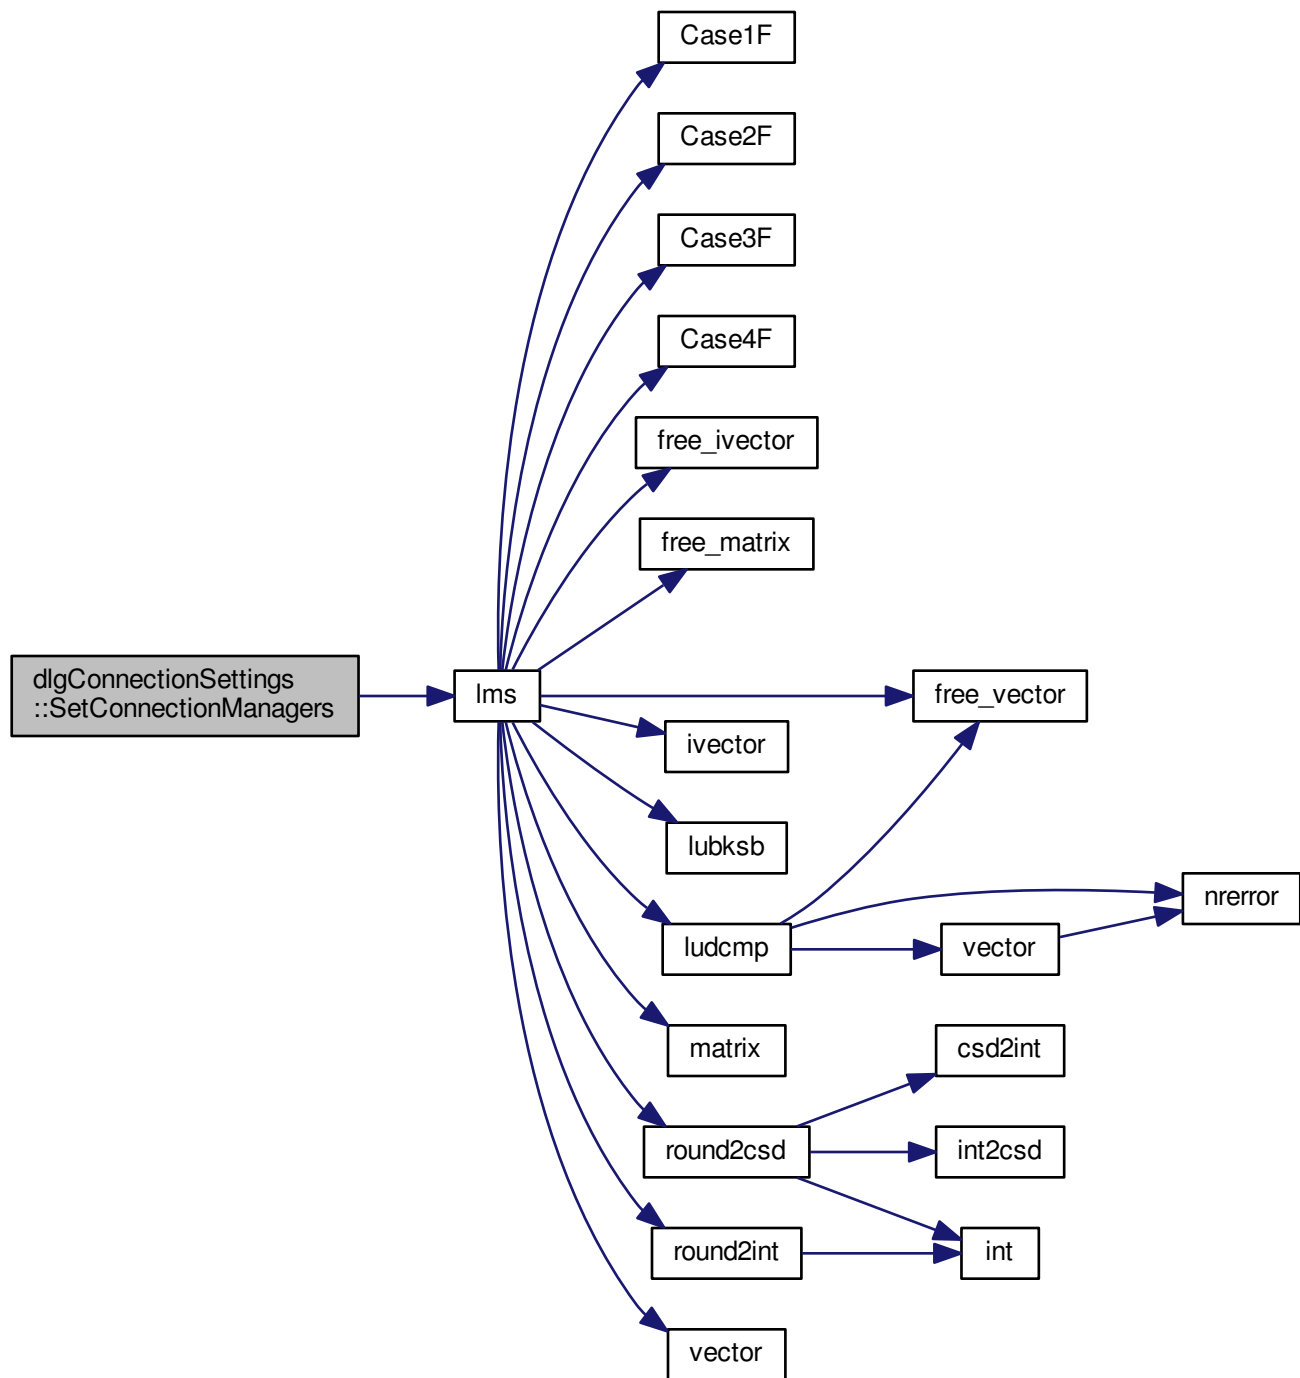 Case1F
Case2F
Case3F
Case4F
free_ivector
free_matrix
dlgConnectionSettings
::SetConnectionManagers
lms
free_vector
ivector
lubksb
nrerror
ludcmp
vector
matrix
csd2int
round2csd
int2csd
round2int
int
vector